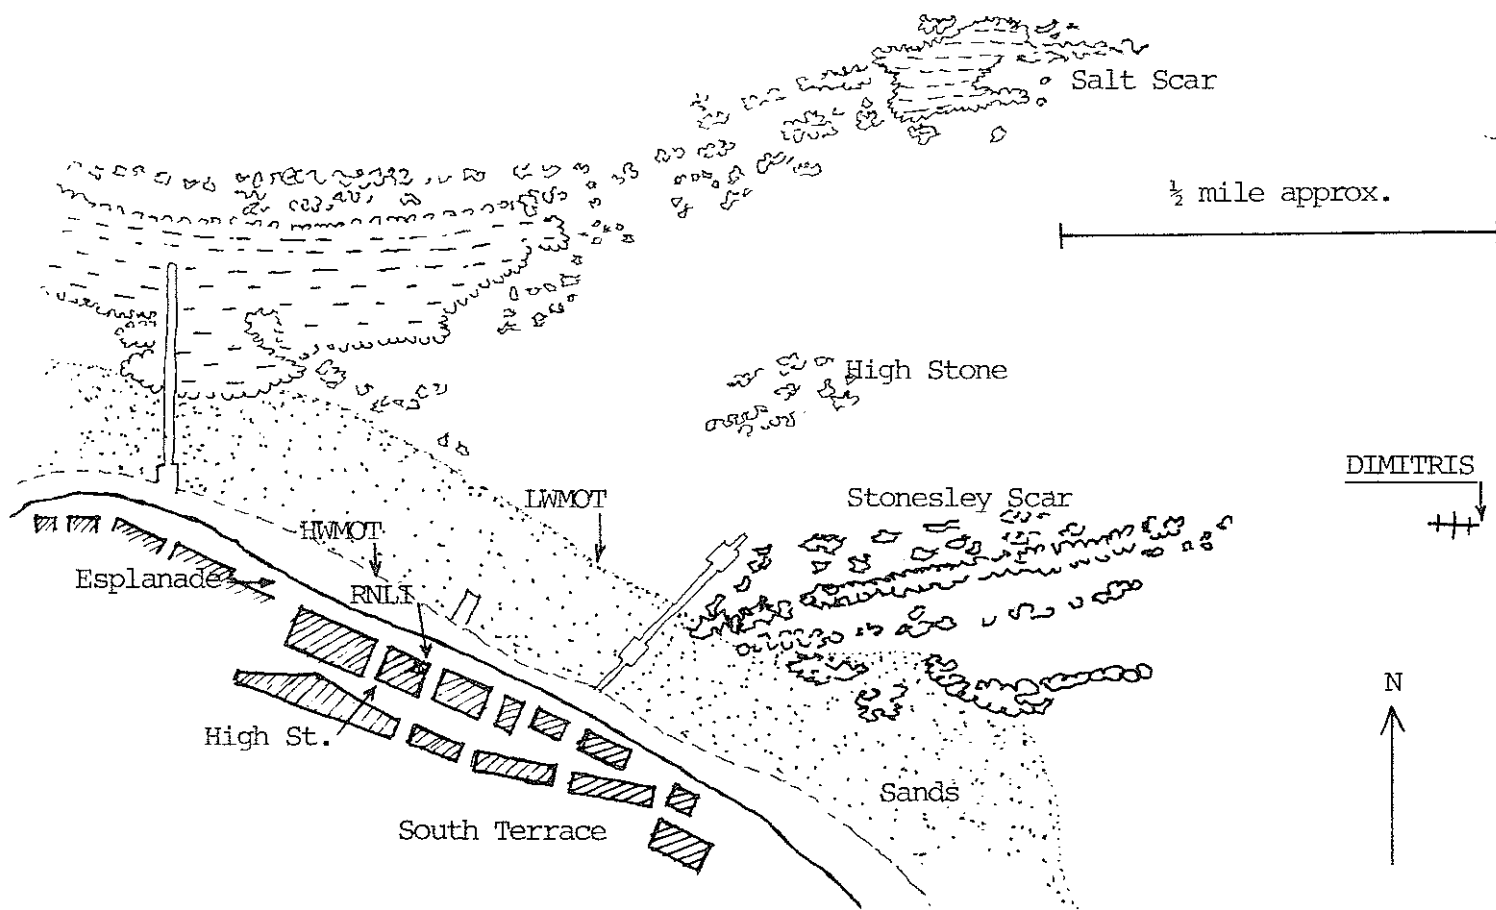 Salt Scar
½ mile approx.
High Stone
DIMITRIS
Stonesley Scar
LWMOT
HWMOT
Esplanade
RNLI
N
High St.
Sands
South Terrace